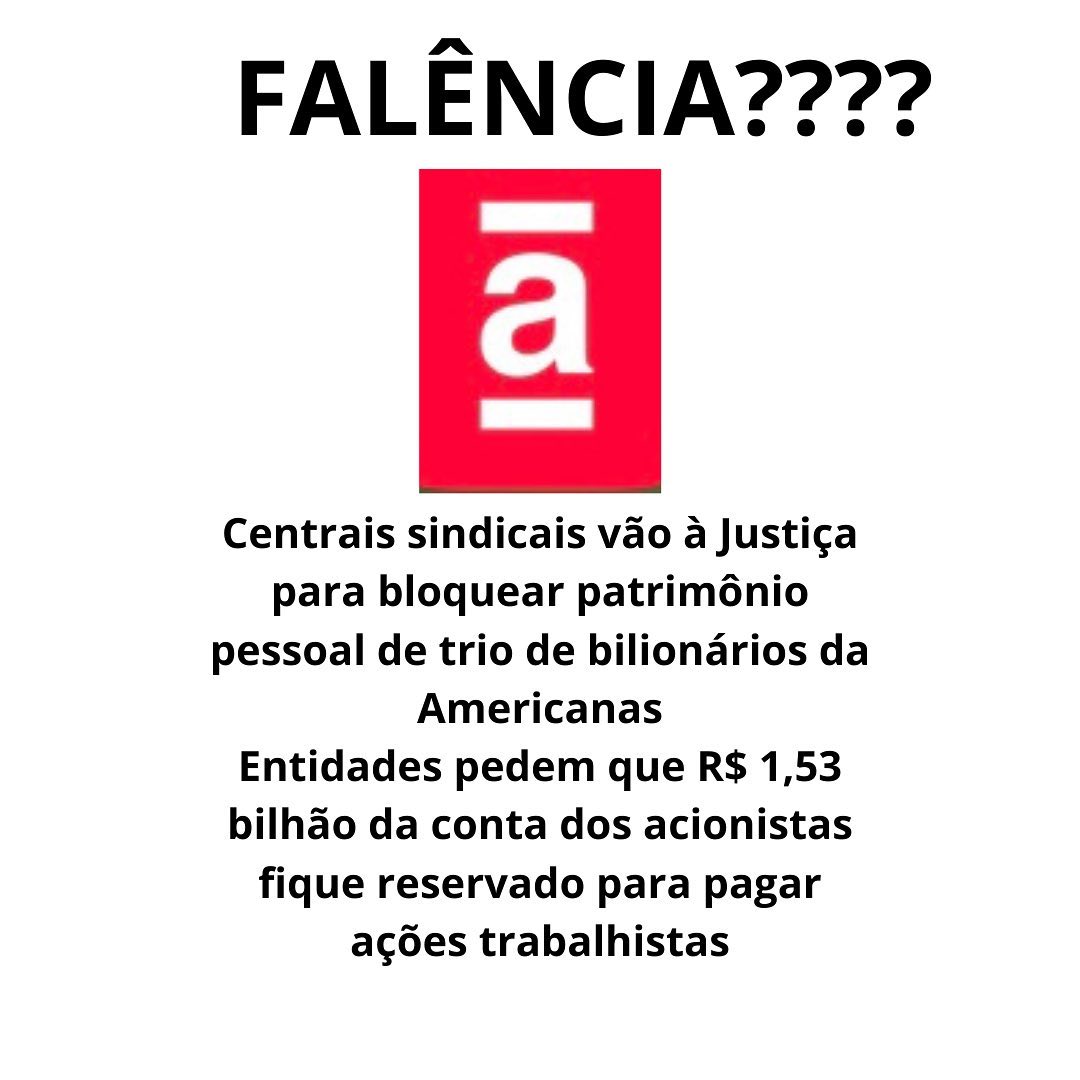 FALÊNCIA????
a
Centrais sindicais vão à Justiça
para bloquear patrimônio
pessoal de trio de bilionários da
Americanas
Entidades pedem que R$ 1,53
bilhão da conta dos acionistas
fique reservado para pagar
ações trabalhistas